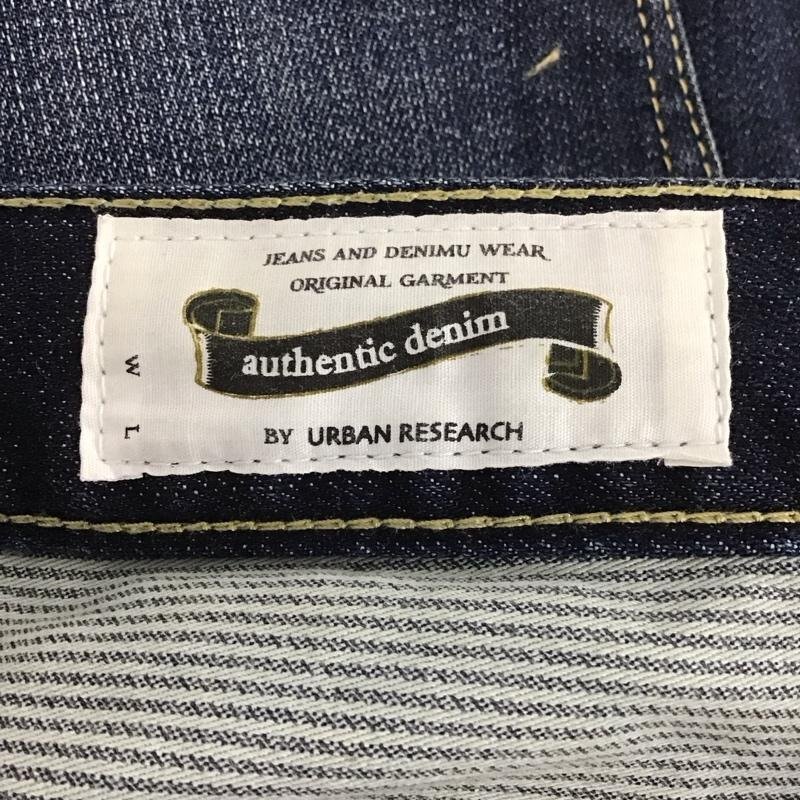 JEANS AND DENIMU WEAR
ORIGINAL GARMENT
authentic denim
BY URBAN RESEARCH
W
L